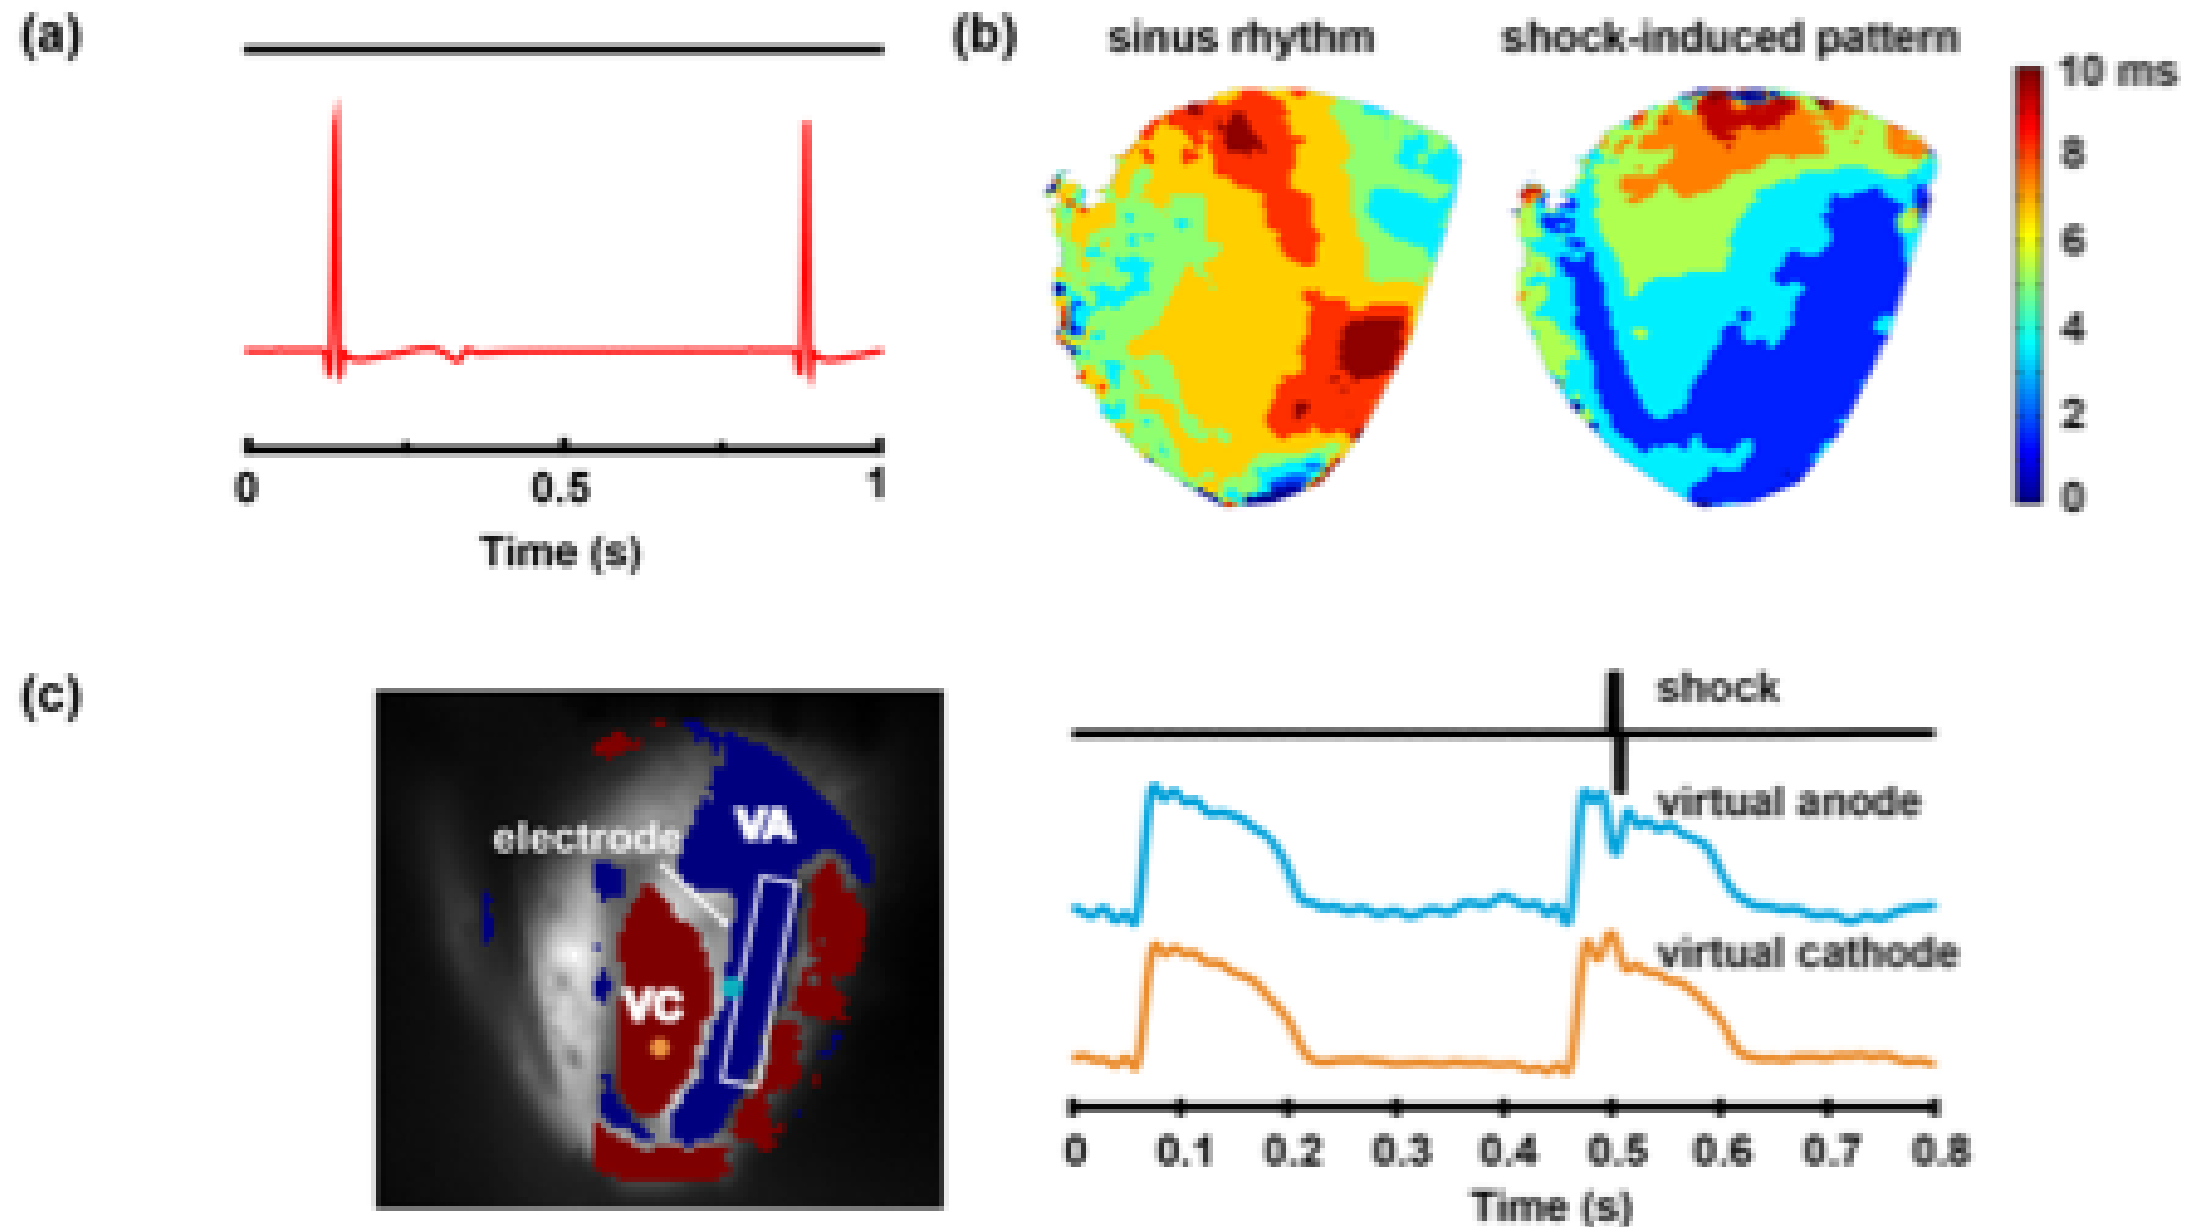 (a)
0
0.5
1
Time (s)
(b)
sinus rhythm
shock-induced pattern
10 ms
8
6
4
2
0
(c)
electrode
VA
VC
shock
virtual anode
virtual cathode
0
0.1
0.2
0.3
0.4
0.5
0.6
0.7
0.8
Time (s)